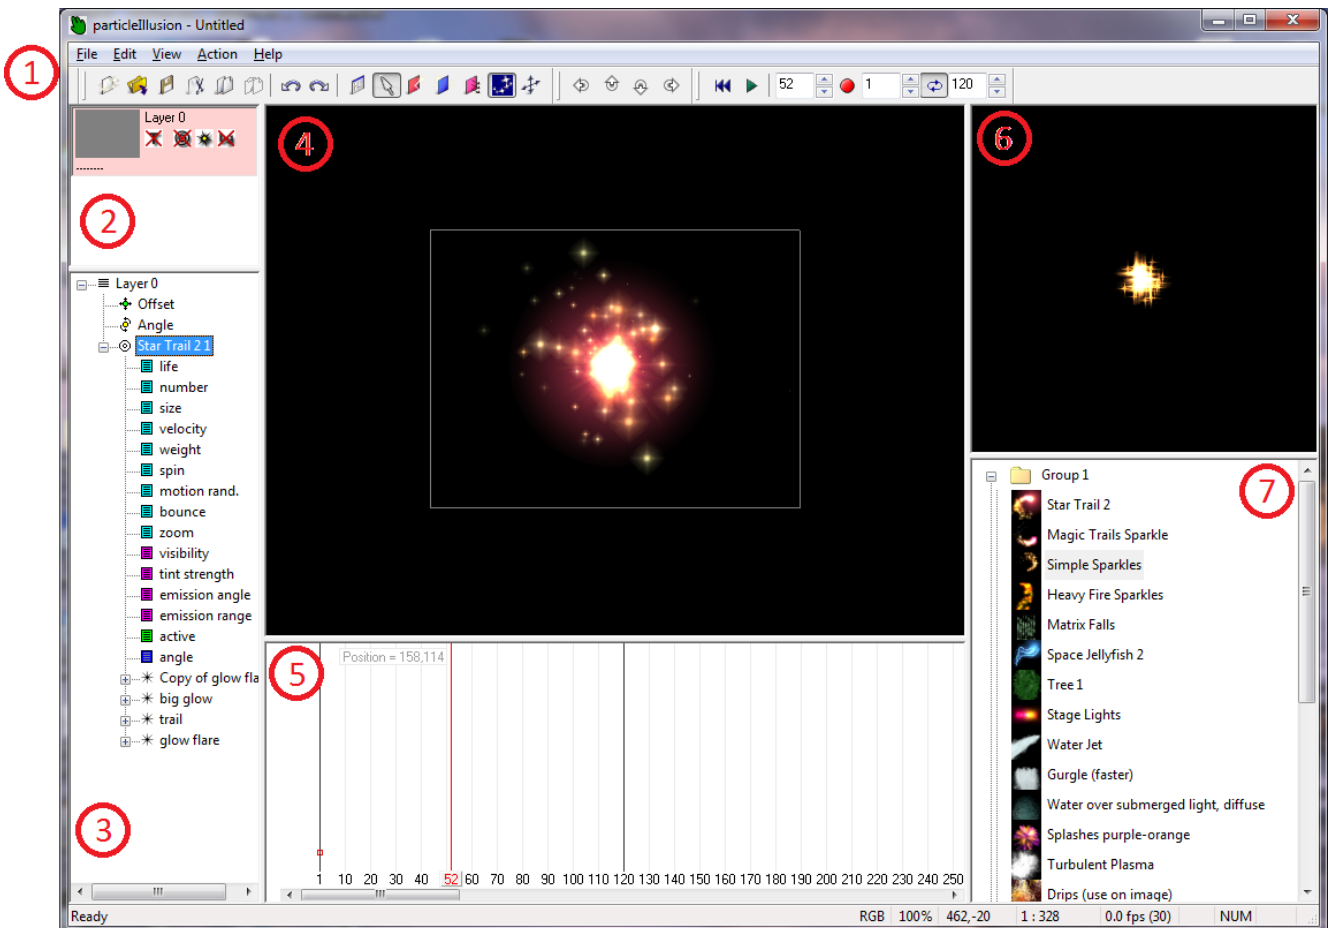 particleIllusion - Untitled
File Edit View Action Help
1
52 1 120
Layer 0
--------
2
Layer 0
Offset
Angle
Star Trail 2 1
life
number
size
velocity
weight
spin
motion rand.
bounce
zoom
visibility
tint strength
emission angle
emission range
active
angle
Copy of glow fla
big glow
trail
glow flare
3
4
5
Position = 158,114
1 10 20 30 40 52 60 70 80 90 100 110 120 130 140 150 160 170 180 190 200 210 220 230 240 250
6
7
Group 1
Star Trail 2
Magic Trails Sparkle
Simple Sparkles
Heavy Fire Sparkles
Matrix Falls
Space Jellyfish 2
Tree 1
Stage Lights
Water Jet
Gurgle (faster)
Water over submerged light, diffuse
Splashes purple-orange
Turbulent Plasma
Drips (use on image)
Ready RGB 100% 462,-20 1 : 328 0.0 fps (30) NUM